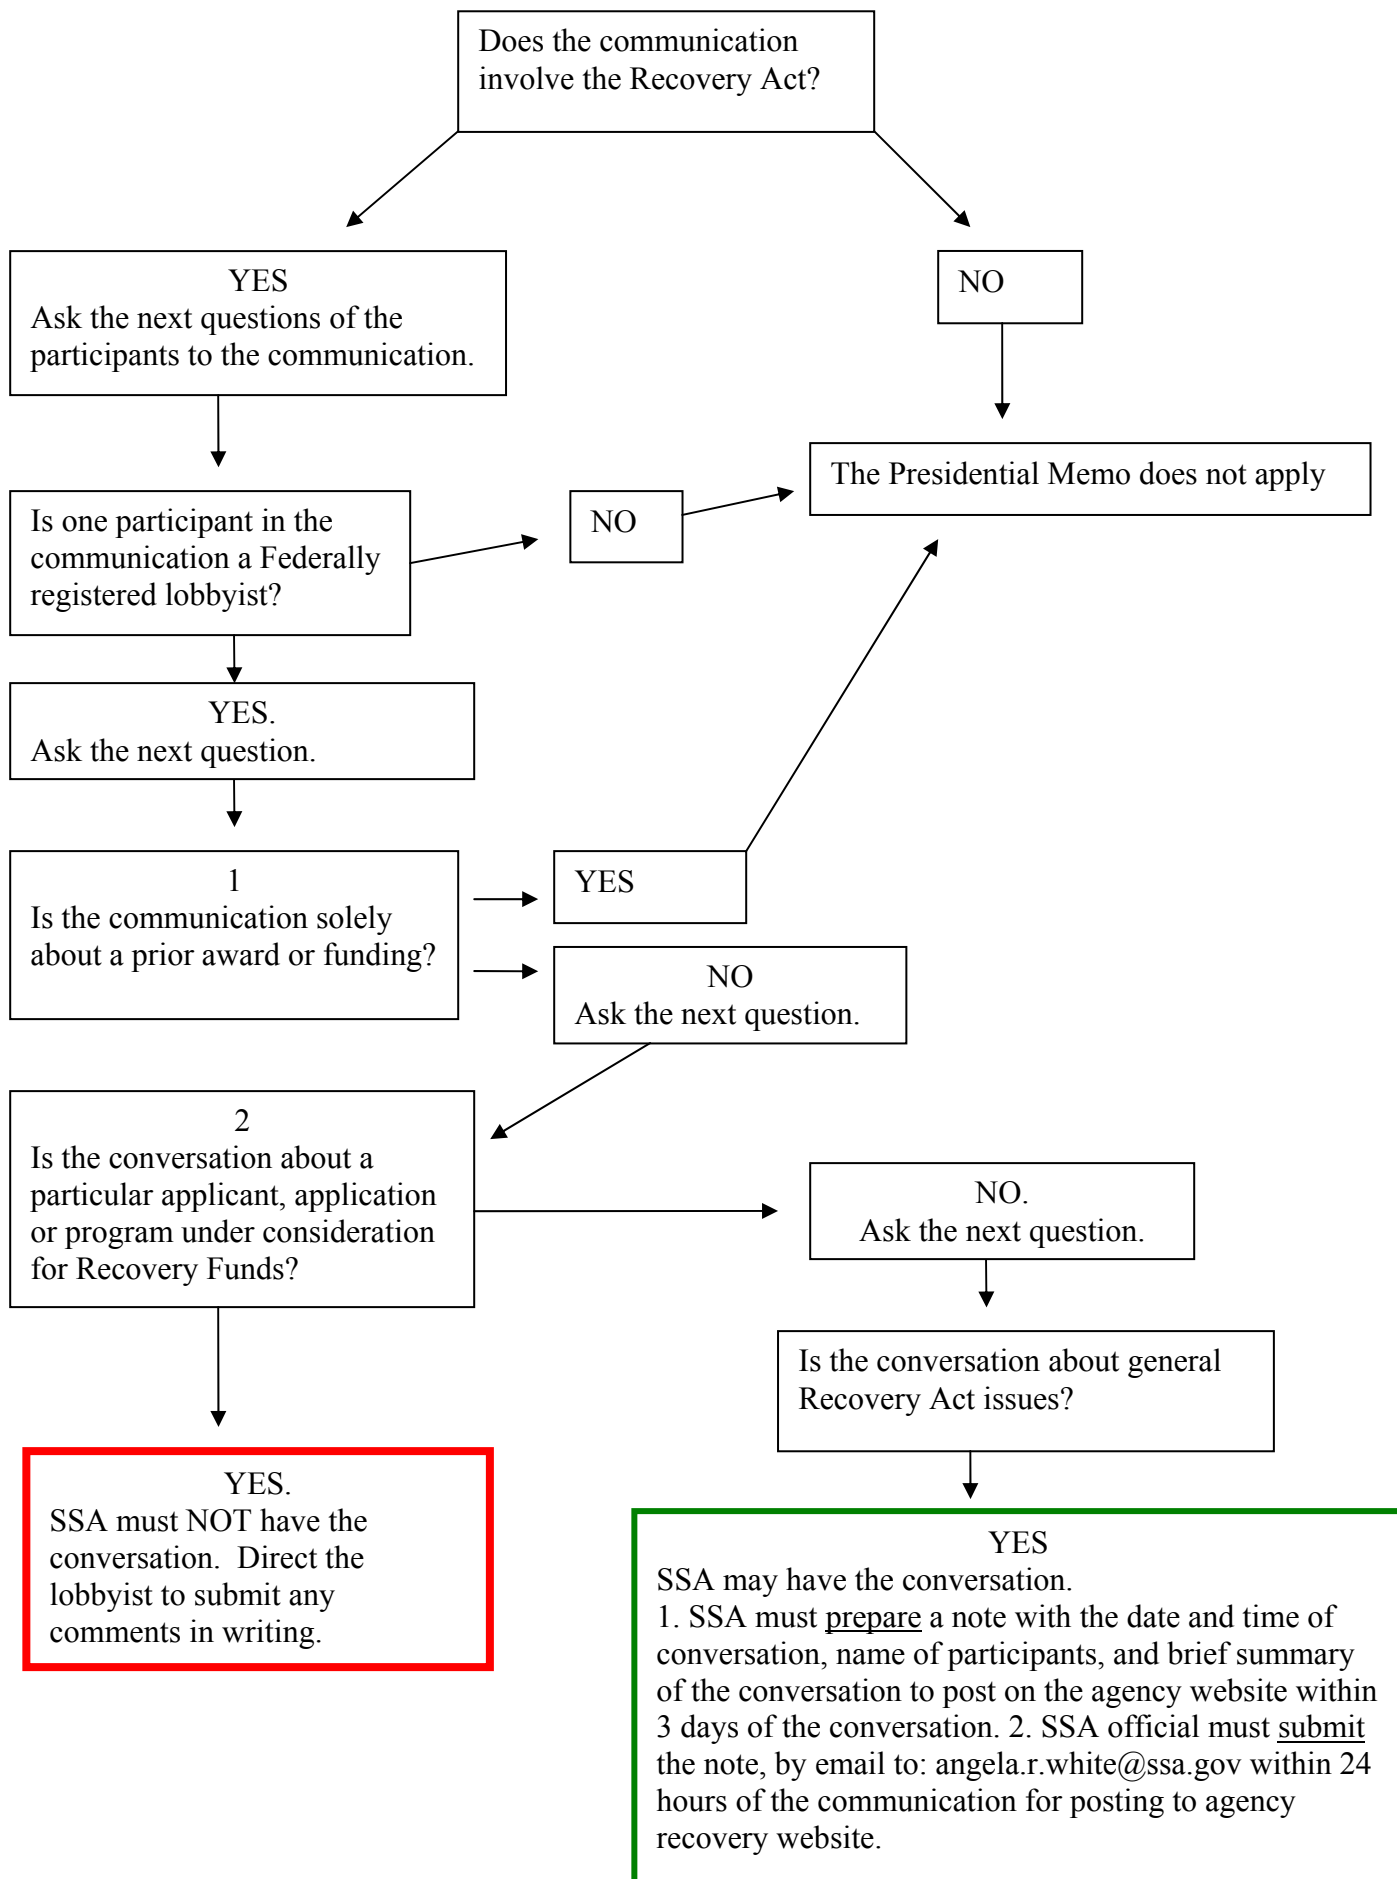 Does the communication
involve the Recovery Act?
YES
Ask the next questions of the
participants to the communication.
NO
The Presidential Memo does not apply
Is one participant in the
communication a Federally
registered lobbyist?
NO
YES.
Ask the next question.
1
Is the communication solely
about a prior award or funding?
YES
NO
Ask the next question.
2
Is the conversation about a
particular applicant, application
or program under consideration
for Recovery Funds?
NO.
Ask the next question.
Is the conversation about general
Recovery Act issues?
YES.
SSA must NOT have the
conversation.  Direct the
lobbyist to submit any
comments in writing.
YES
SSA may have the conversation.
1. SSA must prepare a note with the date and time of
conversation, name of participants, and brief summary
of the conversation to post on the agency website within
3 days of the conversation. 2. SSA official must submit
the note, by email to: angela.r.white@ssa.gov within 24
hours of the communication for posting to agency
recovery website.